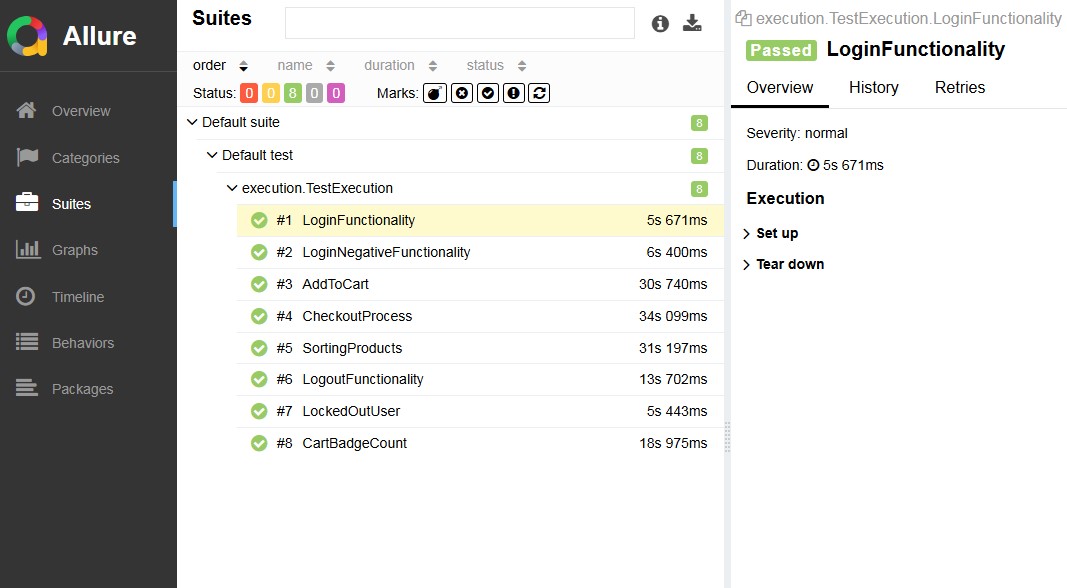 Allure
Overview
Categories
Suites
Graphs
Timeline
Behaviors
Packages
Suites
order name duration status
Status: 0 0 8 0 0 Marks:
Default suite 8
Default test 8
execution.TestExecution 8
#1 LoginFunctionality 5s 671ms
#2 LoginNegativeFunctionality 6s 400ms
#3 AddToCart 30s 740ms
#4 CheckoutProcess 34s 099ms
#5 SortingProducts 31s 197ms
#6 LogoutFunctionality 13s 702ms
#7 LockedOutUser 5s 443ms
#8 CartBadgeCount 18s 975ms
execution.TestExecution.LoginFunctionality
Passed LoginFunctionality
Overview History Retries
Severity: normal
Duration: 5s 671ms
Execution
Set up
Tear down